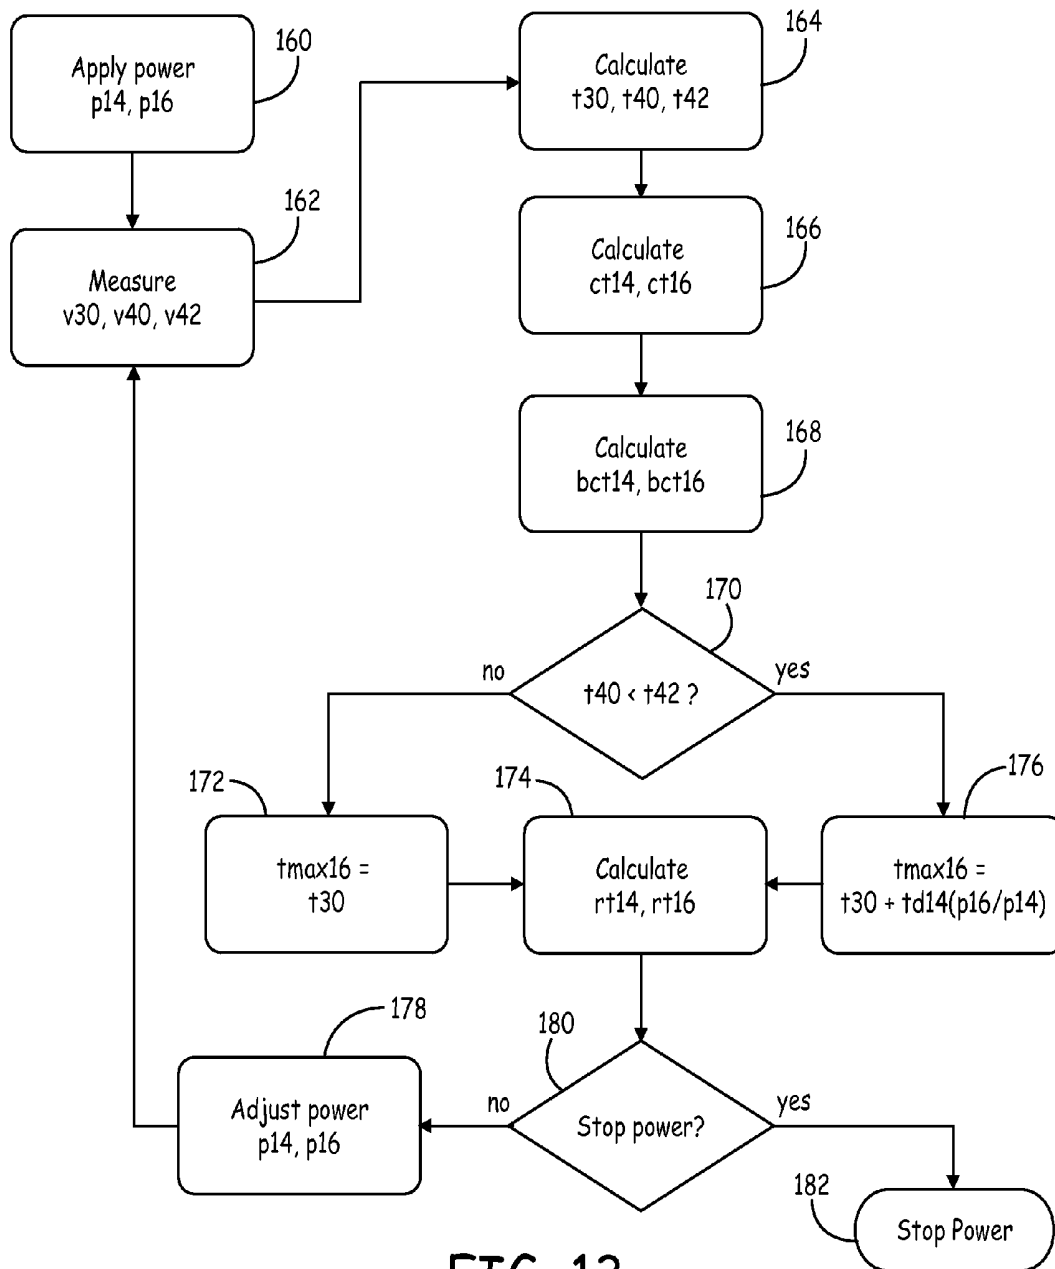 Apply power
p14, p16
160
Measure
v30, v40, v42
162
Calculate
t30, t40, t42
164
Calculate
ct14, ct16
166
Calculate
bct14, bct16
168
t40 < t42 ?
170
no
yes
172
tmax16 =
t30
174
Calculate
rt14, rt16
176
tmax16 =
t30 + td14(p16/p14)
178
Adjust power
p14, p16
180
Stop power?
no
yes
182
Stop Power